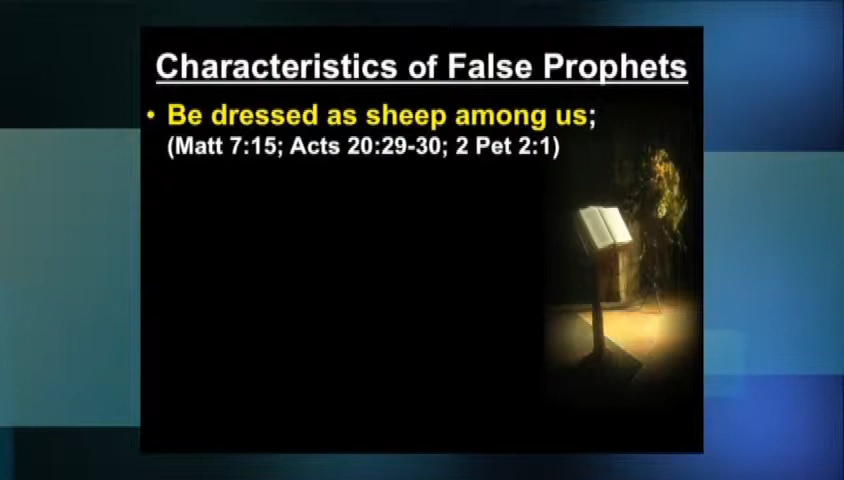 Characteristics of False Prophets
• Be dressed as sheep among us;
(Matt 7:15; Acts 20:29-30; 2 Pet 2:1)